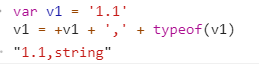 var v1 = '1.1'
v1 = +v1 + ',' + typeof(v1)
"1.1,string"